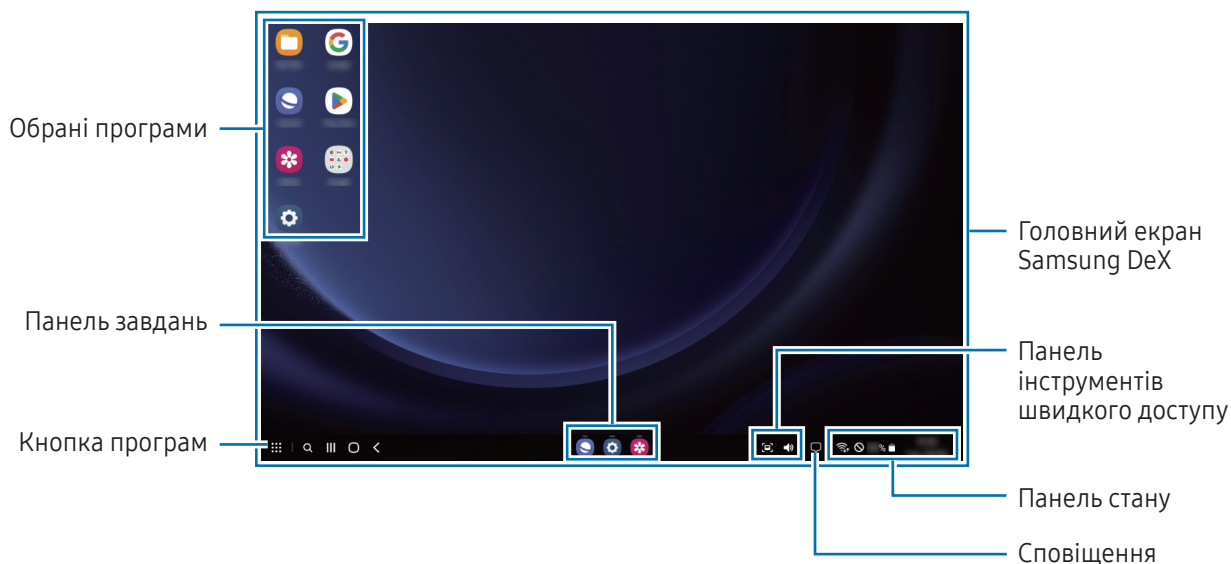 Обрані програми
Панель завдань
Кнопка програм
%
Головний екран
Samsung DeX
Панель
інструментів
швидкого доступу
Панель стану
Сповіщення